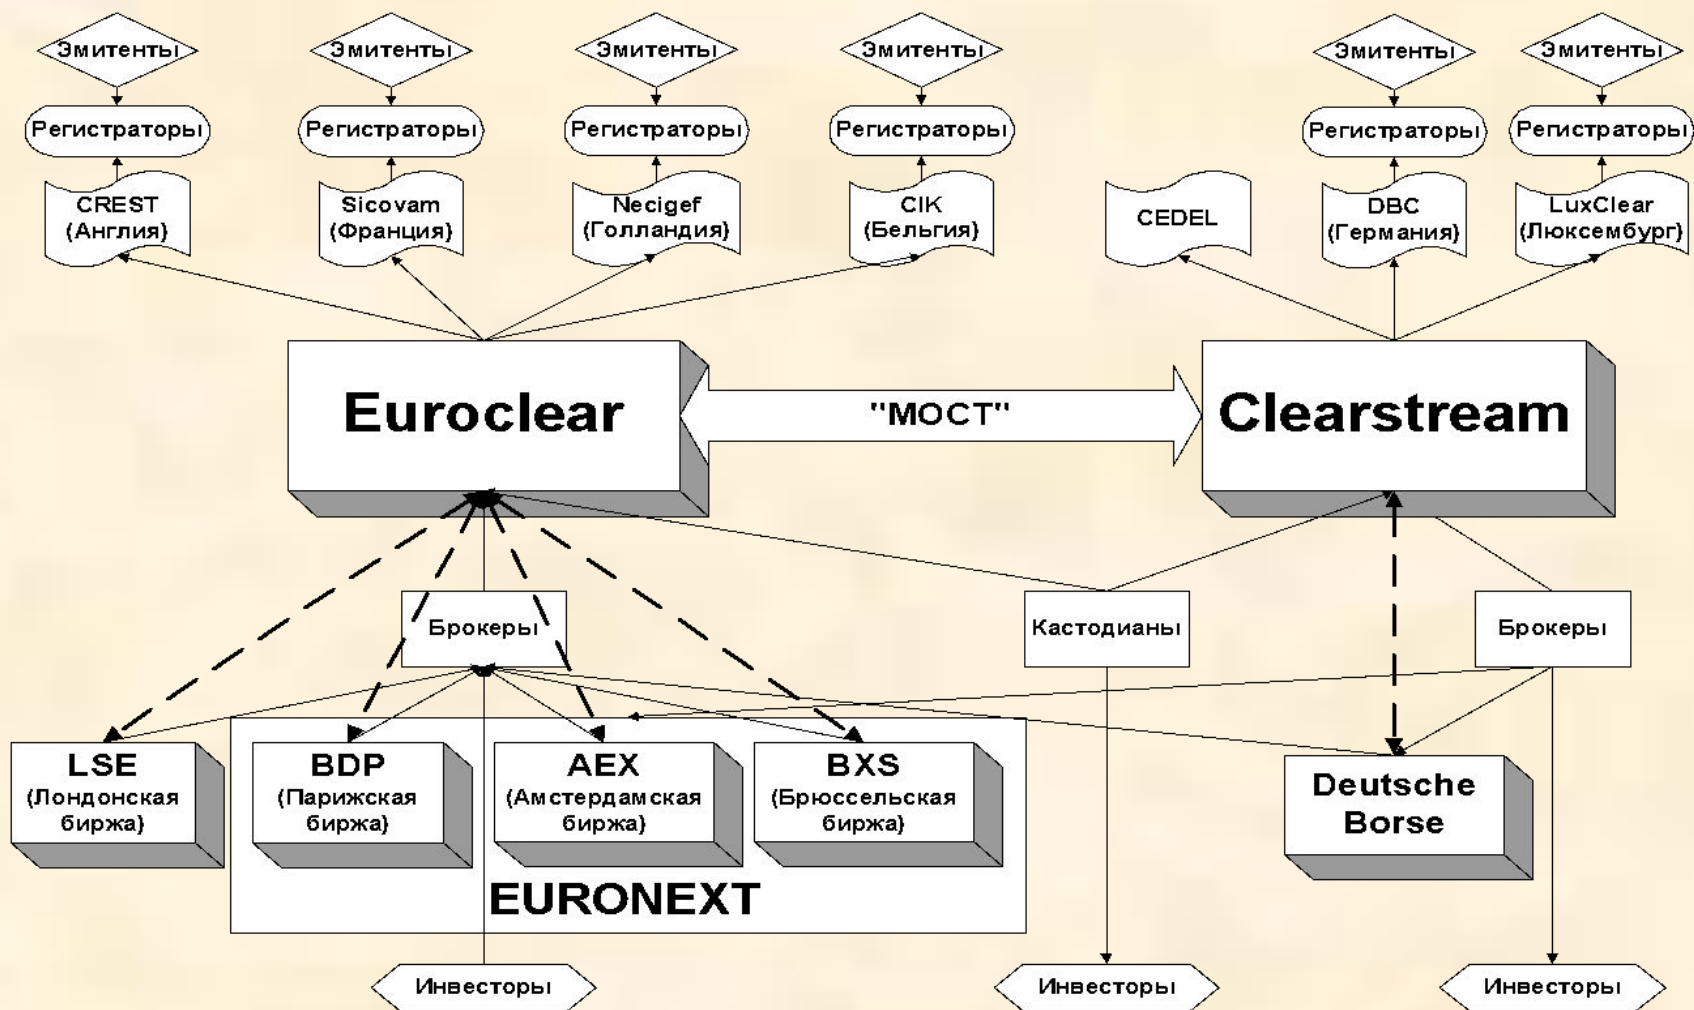 Эмитенты
Эмитенты
Эмитенты
Эмитенты
Эмитенты
Эмитенты
Регистраторы
Регистраторы
Регистраторы
Регистраторы
Регистраторы
Регистраторы
CREST
(Англия)
Sicovam
(Франция)
Necigef
(Голландия)
CIK
(Бельгия)
CEDEL
DBC
(Германия)
LuxClear
(Люксембург)
Euroclear
"МОСТ"
Clearstream
Брокеры
Кастодианы
Брокеры
LSE
(Лондонская
биржа)
BDP
(Парижская
биржа)
AEX
(Амстердамская
биржа)
BXS
(Брюссельская
биржа)
Deutsche
Borse
EURONEXT
Инвесторы
Инвесторы
Инвесторы